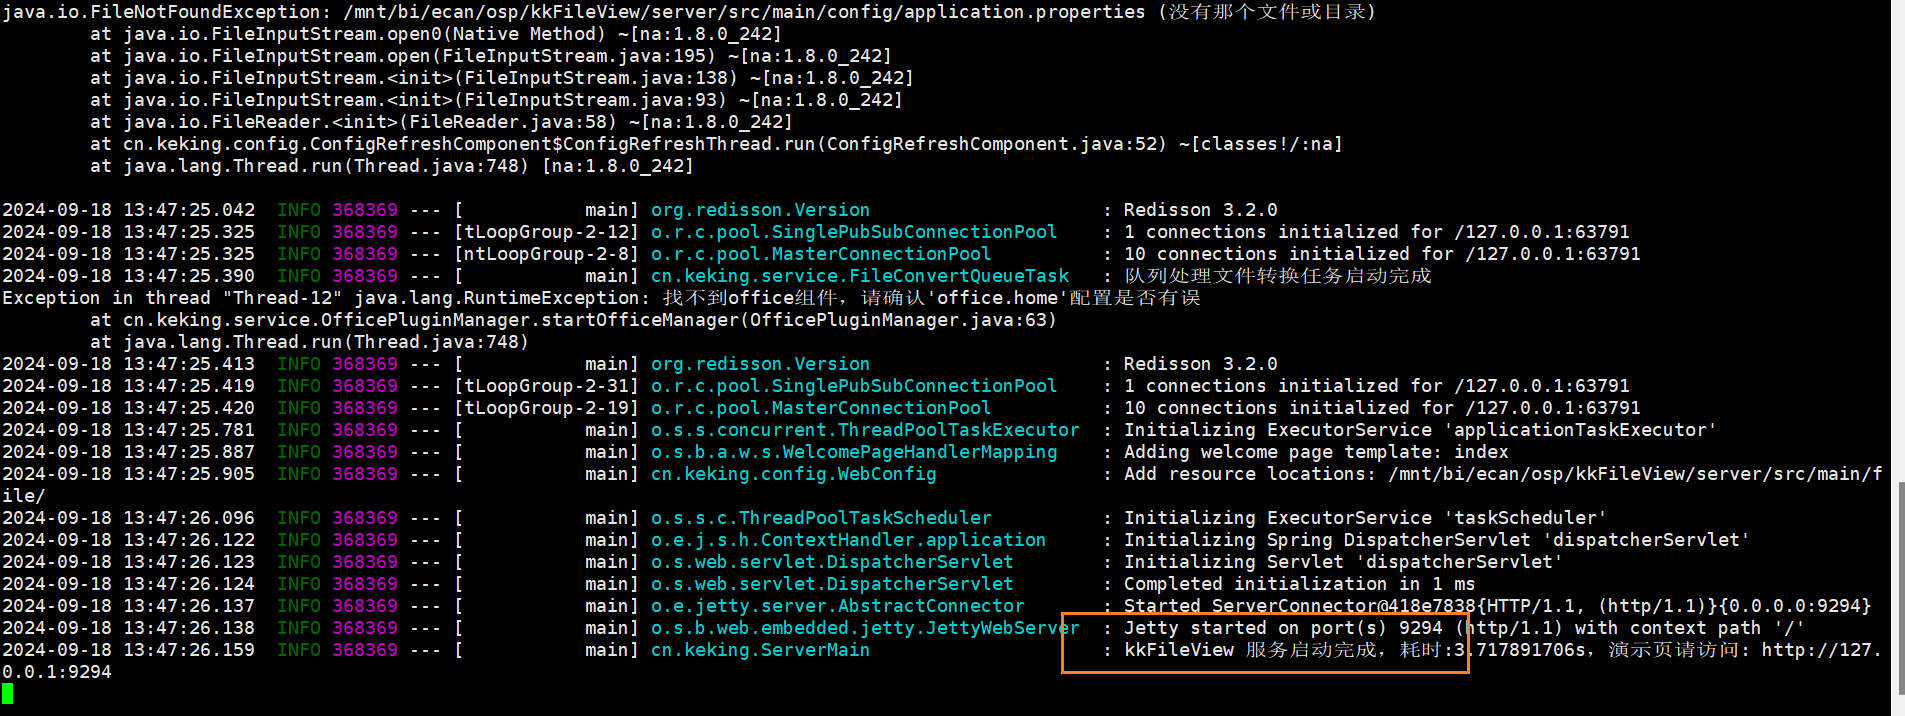 java.io.FileNotFoundException: /mnt/bi/ecan/osp/kkFileView/server/src/main/config/application.properties (没有那个文件或目录)
        at java.io.FileInputStream.open0(Native Method) ~[na:1.8.0_242]
        at java.io.FileInputStream.open(FileInputStream.java:195) ~[na:1.8.0_242]
        at java.io.FileInputStream.<init>(FileInputStream.java:138) ~[na:1.8.0_242]
        at java.io.FileInputStream.<init>(FileInputStream.java:93) ~[na:1.8.0_242]
        at java.io.FileReader.<init>(FileReader.java:58) ~[na:1.8.0_242]
        at cn.keking.config.ConfigRefreshComponent$ConfigRefreshThread.run(ConfigRefreshComponent.java:52) ~[classes!/:na]
        at java.lang.Thread.run(Thread.java:748) [na:1.8.0_242]
2024-09-18 13:47:25.042  INFO 368369 --- [           main] org.redisson.Version                     : Redisson 3.2.0
2024-09-18 13:47:25.325  INFO 368369 --- [tLoopGroup-2-12] o.r.c.pool.SinglePubSubConnectionPool    : 1 connections initialized for /127.0.0.1:63791
2024-09-18 13:47:25.325  INFO 368369 --- [ntLoopGroup-2-8] o.r.c.pool.MasterConnectionPool          : 10 connections initialized for /127.0.0.1:63791
2024-09-18 13:47:25.390  INFO 368369 --- [           main] cn.keking.service.FileConvertQueueTask   : 队列处理文件转换任务启动完成
Exception in thread "Thread-12" java.lang.RuntimeException: 找不到office组件，请确认'office.home'配置是否有误
        at cn.keking.service.OfficePluginManager.startOfficeManager(OfficePluginManager.java:63)
        at java.lang.Thread.run(Thread.java:748)
2024-09-18 13:47:25.413  INFO 368369 --- [           main] org.redisson.Version                     : Redisson 3.2.0
2024-09-18 13:47:25.419  INFO 368369 --- [tLoopGroup-2-31] o.r.c.pool.SinglePubSubConnectionPool    : 1 connections initialized for /127.0.0.1:63791
2024-09-18 13:47:25.420  INFO 368369 --- [tLoopGroup-2-19] o.r.c.pool.MasterConnectionPool          : 10 connections initialized for /127.0.0.1:63791
2024-09-18 13:47:25.781  INFO 368369 --- [           main] o.s.s.concurrent.ThreadPoolTaskExecutor  : Initializing ExecutorService 'applicationTaskExecutor'
2024-09-18 13:47:25.887  INFO 368369 --- [           main] o.s.b.a.w.s.WelcomePageHandlerMapping    : Adding welcome page template: index
2024-09-18 13:47:25.905  INFO 368369 --- [           main] cn.keking.config.WebConfig               : Add resource locations: /mnt/bi/ecan/osp/kkFileView/server/src/main/f
ile/
2024-09-18 13:47:26.096  INFO 368369 --- [           main] o.s.s.c.ThreadPoolTaskScheduler          : Initializing ExecutorService 'taskScheduler'
2024-09-18 13:47:26.122  INFO 368369 --- [           main] o.e.j.s.h.ContextHandler.application     : Initializing Spring DispatcherServlet 'dispatcherServlet'
2024-09-18 13:47:26.123  INFO 368369 --- [           main] o.s.web.servlet.DispatcherServlet        : Initializing Servlet 'dispatcherServlet'
2024-09-18 13:47:26.124  INFO 368369 --- [           main] o.s.web.servlet.DispatcherServlet        : Completed initialization in 1 ms
2024-09-18 13:47:26.137  INFO 368369 --- [           main] o.e.jetty.server.AbstractConnector       : Started ServerConnector@418e7838{HTTP/1.1, (http/1.1)}{0.0.0.0:9294}
2024-09-18 13:47:26.138  INFO 368369 --- [           main] o.s.b.web.embedded.jetty.JettyWebServer  : Jetty started on port(s) 9294 (http/1.1) with context path '/'
2024-09-18 13:47:26.159  INFO 368369 --- [           main] cn.keking.ServerMain                     : kkFileView 服务启动完成，耗时:3.717891706s，演示页请访问: http://127.
0.0.1:9294